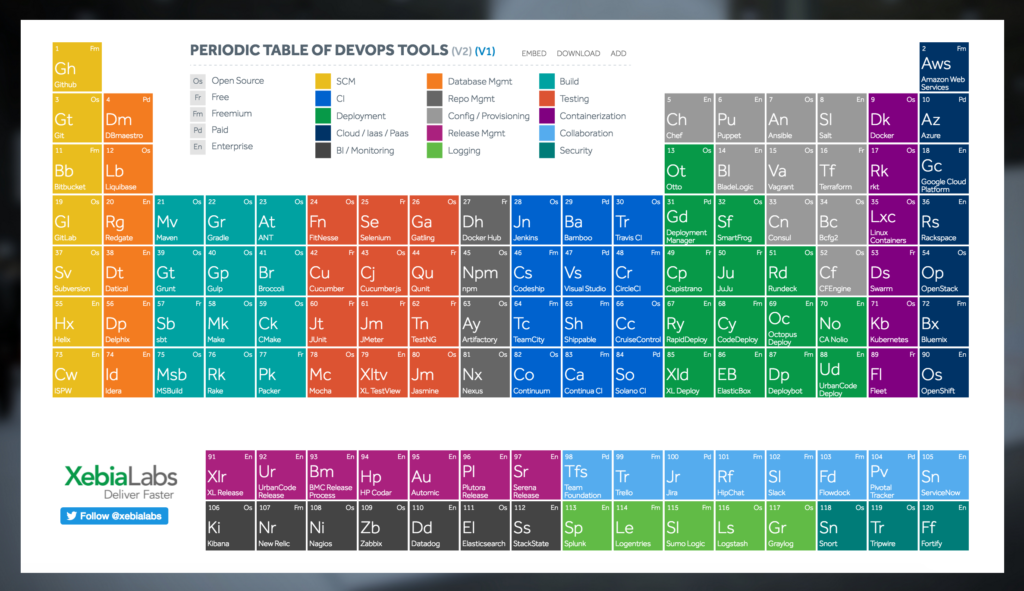 PERIODIC TABLE OF DEVOPS TOOLS (V2) (V1)
EMBED DOWNLOAD ADD
Os Open Source
Fr Free
Fm Freemium
Pd Paid
En Enterprise
SCM
CI
Deployment
Cloud / Iaas / Paas
BI / Monitoring
Database Mgmt
Repo Mgmt
Config / Provisioning
Release Mgmt
Logging
Build
Testing
Containerization
Collaboration
Security
1 Fm
Gh
Github
2 Fm
Aws
Amazon Web
Services
3 Os
Gt
Git
4 Pd
Dm
DBmaestro
5 En
Ch
Chef
6 En
Pu
Puppet
7 Os
An
Ansible
8 En
Sl
Salt
9 Os
Dk
Docker
10 Pd
Az
Azure
11 Fm
Bb
Bitbucket
12 Os
Lb
Liquibase
13 Os
Ot
Otto
14 En
Bl
BladeLogic
15 Os
Va
Vagrant
16 Fr
Tf
Terraform
17 Os
Rk
rkt
18 En
Gc
Google Cloud
Platform
19 Os
Gl
GitLab
20 En
Rg
Redgate
21 Os
Mv
Maven
22 Os
Gr
Gradle
23 Os
At
ANT
24 Os
Fn
FitNesse
25 Fr
Se
Selenium
26 Os
Ga
Gatling
27 Fr
Dh
Docker Hub
28 Os
Jn
Jenkins
29 Pd
Ba
Bamboo
30 Os
Tr
Travis CI
31 Pd
Gd
Deployment
Manager
32 Os
Sf
SmartFrog
33 Os
Cn
Consul
34 Os
Bc
Bcfg2
35 Os
Lxc
Linux
Containers
36 En
Rs
Rackspace
37 Os
Sv
Subversion
38 En
Dt
Datical
39 Os
Gt
Grunt
40 Os
Gp
Gulp
41 Os
Br
Broccoli
42 Fr
Cu
Cucumber
43 Os
Cj
Cucumberjs
44 Fr
Qu
Qunit
45 Os
Npm
npm
46 Fm
Cs
Codeship
47 Pd
Vs
Visual Studio
48 Fm
Cr
CircleCI
49 Fr
Cp
Capistrano
50 Fr
Ju
JuJu
51 Os
Rd
Rundeck
52 Os
Cf
CFEngine
53 Fr
Ds
Swarm
54 Os
Op
OpenStack
55 En
Hx
Helix
56 En
Dp
Delphix
57 Fr
Sb
sbt
58 Os
Mk
Make
59 Os
Ck
CMake
60 Fr
Jt
JUnit
61 Fr
Jm
JMeter
62 Fr
Tn
TestNG
63 Os
Ay
Artifactory
64 Fm
Tc
TeamCity
65 Fm
Sh
Shippable
66 Os
Cc
CruiseControl
67 En
Ry
RapidDeploy
68 En
Cy
CodeDeploy
69 En
Oc
Octopus
Deploy
70 En
No
CA Nolio
71 Os
Kb
Kubernetes
72 Fm
Bx
Bluemix
73 En
Cw
ISPW
74 En
Id
Idera
75 Os
Msb
MSBuild
76 Os
Rk
Rake
77 Fr
Pk
Packer
78 Os
Mc
Mocha
79 En
Xltv
XL TestView
80 Os
Jm
Jasmine
81 Os
Nx
Nexus
82 Os
Co
Continuum
83 Fm
Ca
Continua CI
84 Pd
So
Solano CI
85 En
Xld
XL Deploy
86 En
EB
ElasticBox
87 Fm
Dp
Deploybot
88 En
Ud
UrbanCode
Deploy
89 Fr
Fl
Fleet
90 En
Os
OpenShift
XebiaLabs
Deliver Faster
Follow @xebialabs
91 En
Xlr
XL Release
92 En
Ur
UrbanCode
Release
93 En
Bm
BMC Release
Process
94 En
Hp
HP Codar
95 En
Au
Automic
96 En
Pl
Plutora
Release
97 En
Sr
Serena
Release
98 Pd
Tfs
Team
Foundation
99 Fm
Tr
Trello
100 Pd
Jr
Jira
101 Fm
Rf
HipChat
102 Fm
Sl
Slack
103 Fm
Fd
Flowdock
104 Pd
Pv
Pivotal
Tracker
105 En
Sn
ServiceNow
106 Os
Ki
Kibana
107 Fm
Nr
New Relic
108 Os
Ni
Nagios
109 Os
Zb
Zabbix
110 En
Dd
Datadog
111 Os
El
Elasticsearch
112 En
Ss
StackState
113 En
Sp
Splunk
114 Fm
Le
Logentries
115 Fm
Sl
Sumo Logic
116 Os
Ls
Logstash
117 Os
Gr
Graylog
118 Os
Sn
Snort
119 Os
Tr
Tripwire
120 En
Ff
Fortify